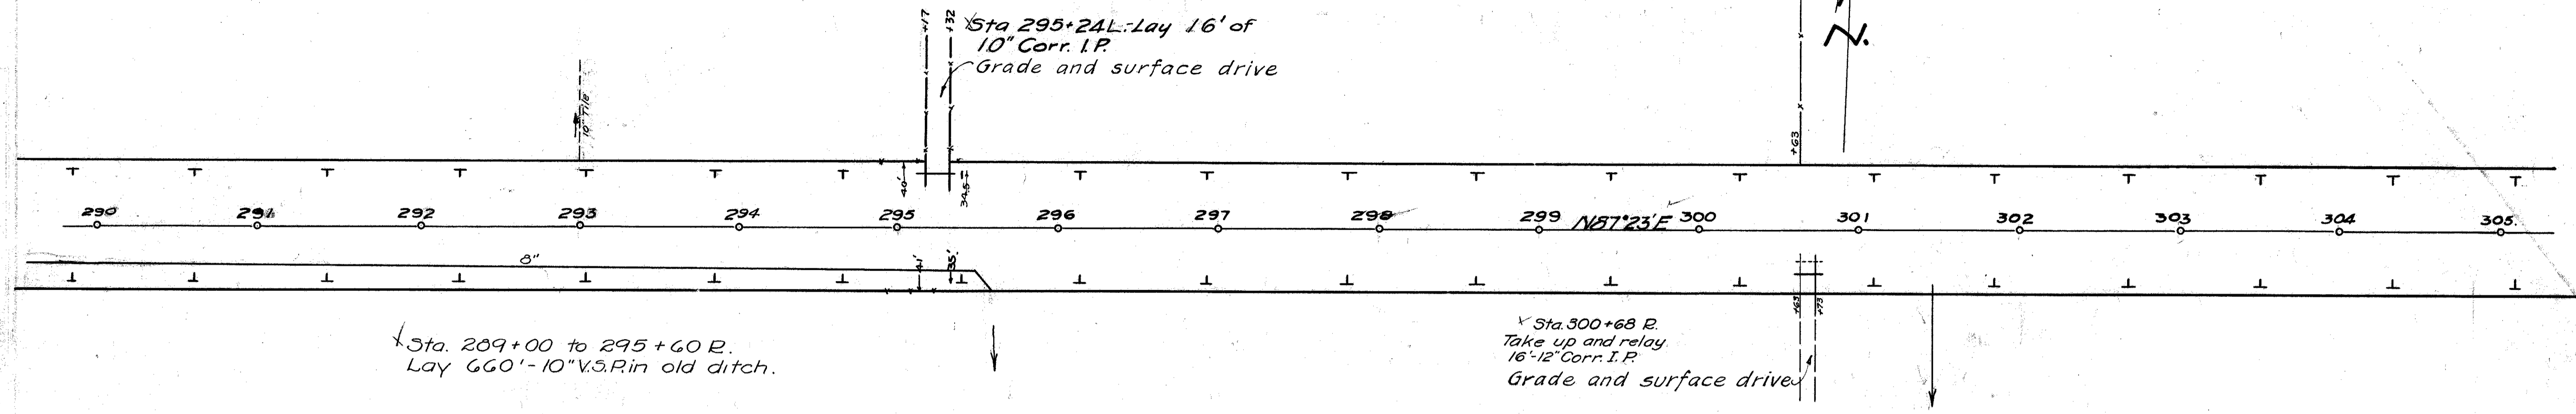 +17
+32
Sta 295+24L.-Lay 16' of
10" Corr. I.P.
Grade and surface drive
N.
10" Tile
+63
40'
34.5'
290 291 292 293 294 295 296 297 298 299 N87°23'E 300 301 302 303 304 305.
8"
41'
35'
+63
+73
Sta. 289+00 to 295+60 R.
Lay 660'-10" V.S.P. in old ditch.
Sta. 300+68 R.
Take up and relay
16'-12" Corr. I.P.
Grade and surface drive